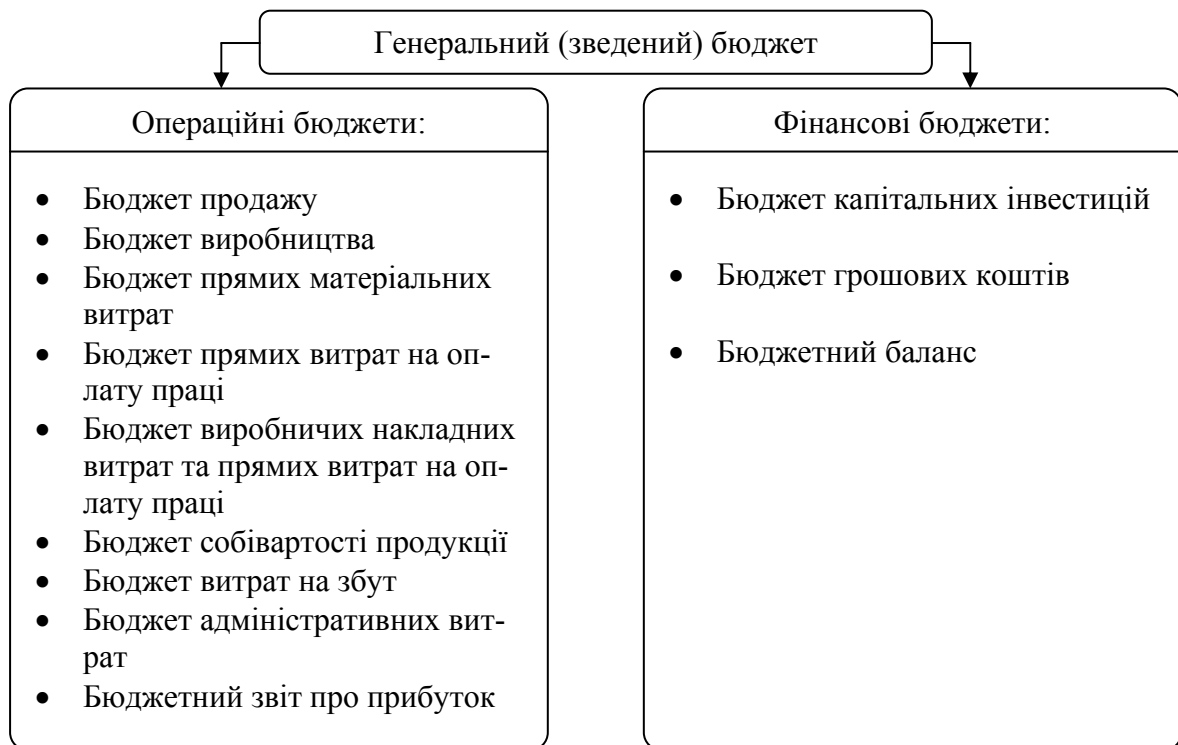 Генеральний (зведений) бюджет
Операційні бюджети:
• Бюджет продажу
• Бюджет виробництва
• Бюджет прямих матеріальних
витрат
• Бюджет прямих витрат на оп-
лату праці
• Бюджет виробничих накладних
витрат та прямих витрат на оп-
лату праці
• Бюджет собівартості продукції
• Бюджет витрат на збут
• Бюджет адміністративних вит-
рат
• Бюджетний звіт про прибуток
Фінансові бюджети:
• Бюджет капітальних інвестицій
• Бюджет грошових коштів
• Бюджетний баланс